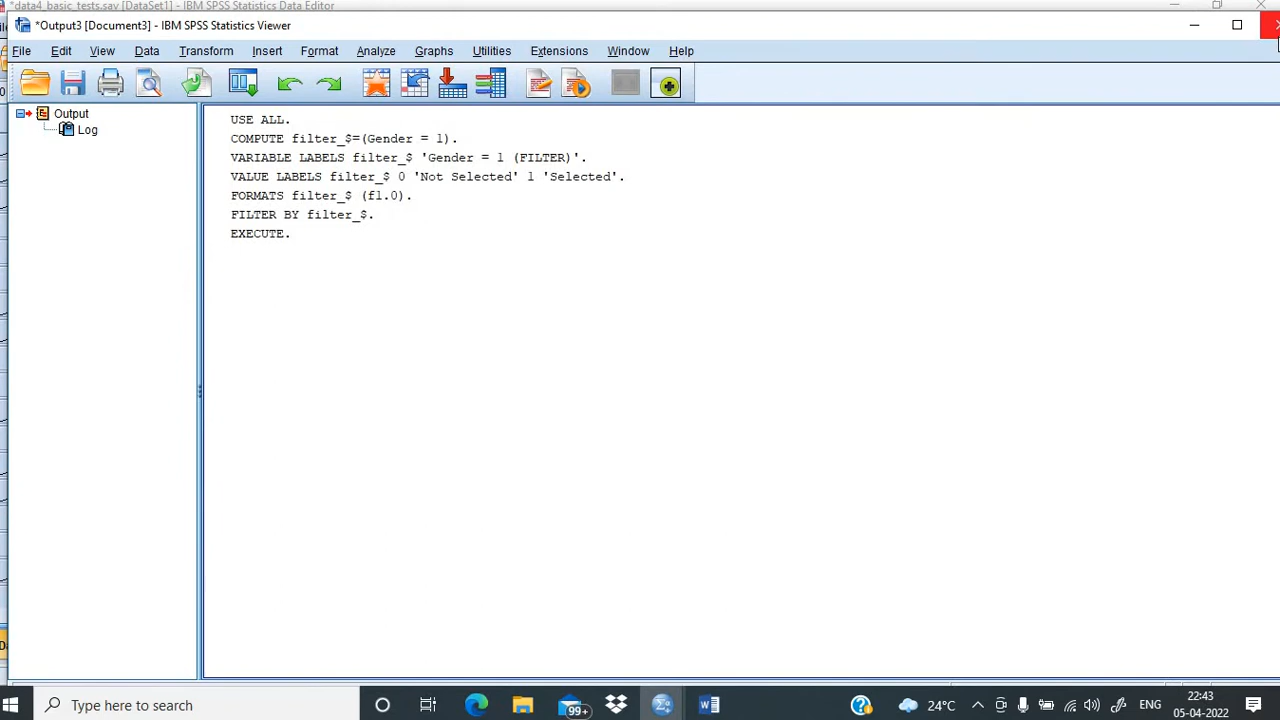 *data4_basic_tests.sav [DataSet1] - IBM SPSS Statistics Data Editor
*Output3 [Document3] - IBM SPSS Statistics Viewer
File Edit View Data Transform Insert Format Analyze Graphs Utilities Extensions Window Help
Output
Log
USE ALL.
COMPUTE filter_$=(Gender = 1).
VARIABLE LABELS filter_$ 'Gender = 1 (FILTER)'.
VALUE LABELS filter_$ 0 'Not Selected' 1 'Selected'.
FORMATS filter_$ (f1.0).
FILTER BY filter_$.
EXECUTE.
Type here to search
99+
24°C
ENG
22:43
05-04-2022